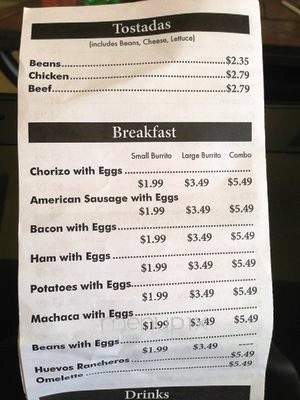 Tostadas
(includes Beans, Cheese, Lettuce)
Beans..............................................$2.35
Chicken............................................$2.79
Beef...............................................$2.79
Breakfast
Small Burrito Large Burrito Combo
Chorizo with Eggs..................................
$1.99 $3.49 $5.49
American Sausage with Eggs
$1.99 $3.49 $5.49
Bacon with Eggs....................................
$1.99 $3.49 $5.49
Ham with Eggs......................................
$1.99 $3.49 $5.49
Potatoes with Eggs.................................
$1.99 $3.49 $5.49
Machaca with Eggs..................................
$1.99 $3.49 $5.49
Beans with Eggs....................................
$1.99 $3.49 ----
Huevos Rancheros...................................$5.49
Omelette...........................................$5.49
Drinks